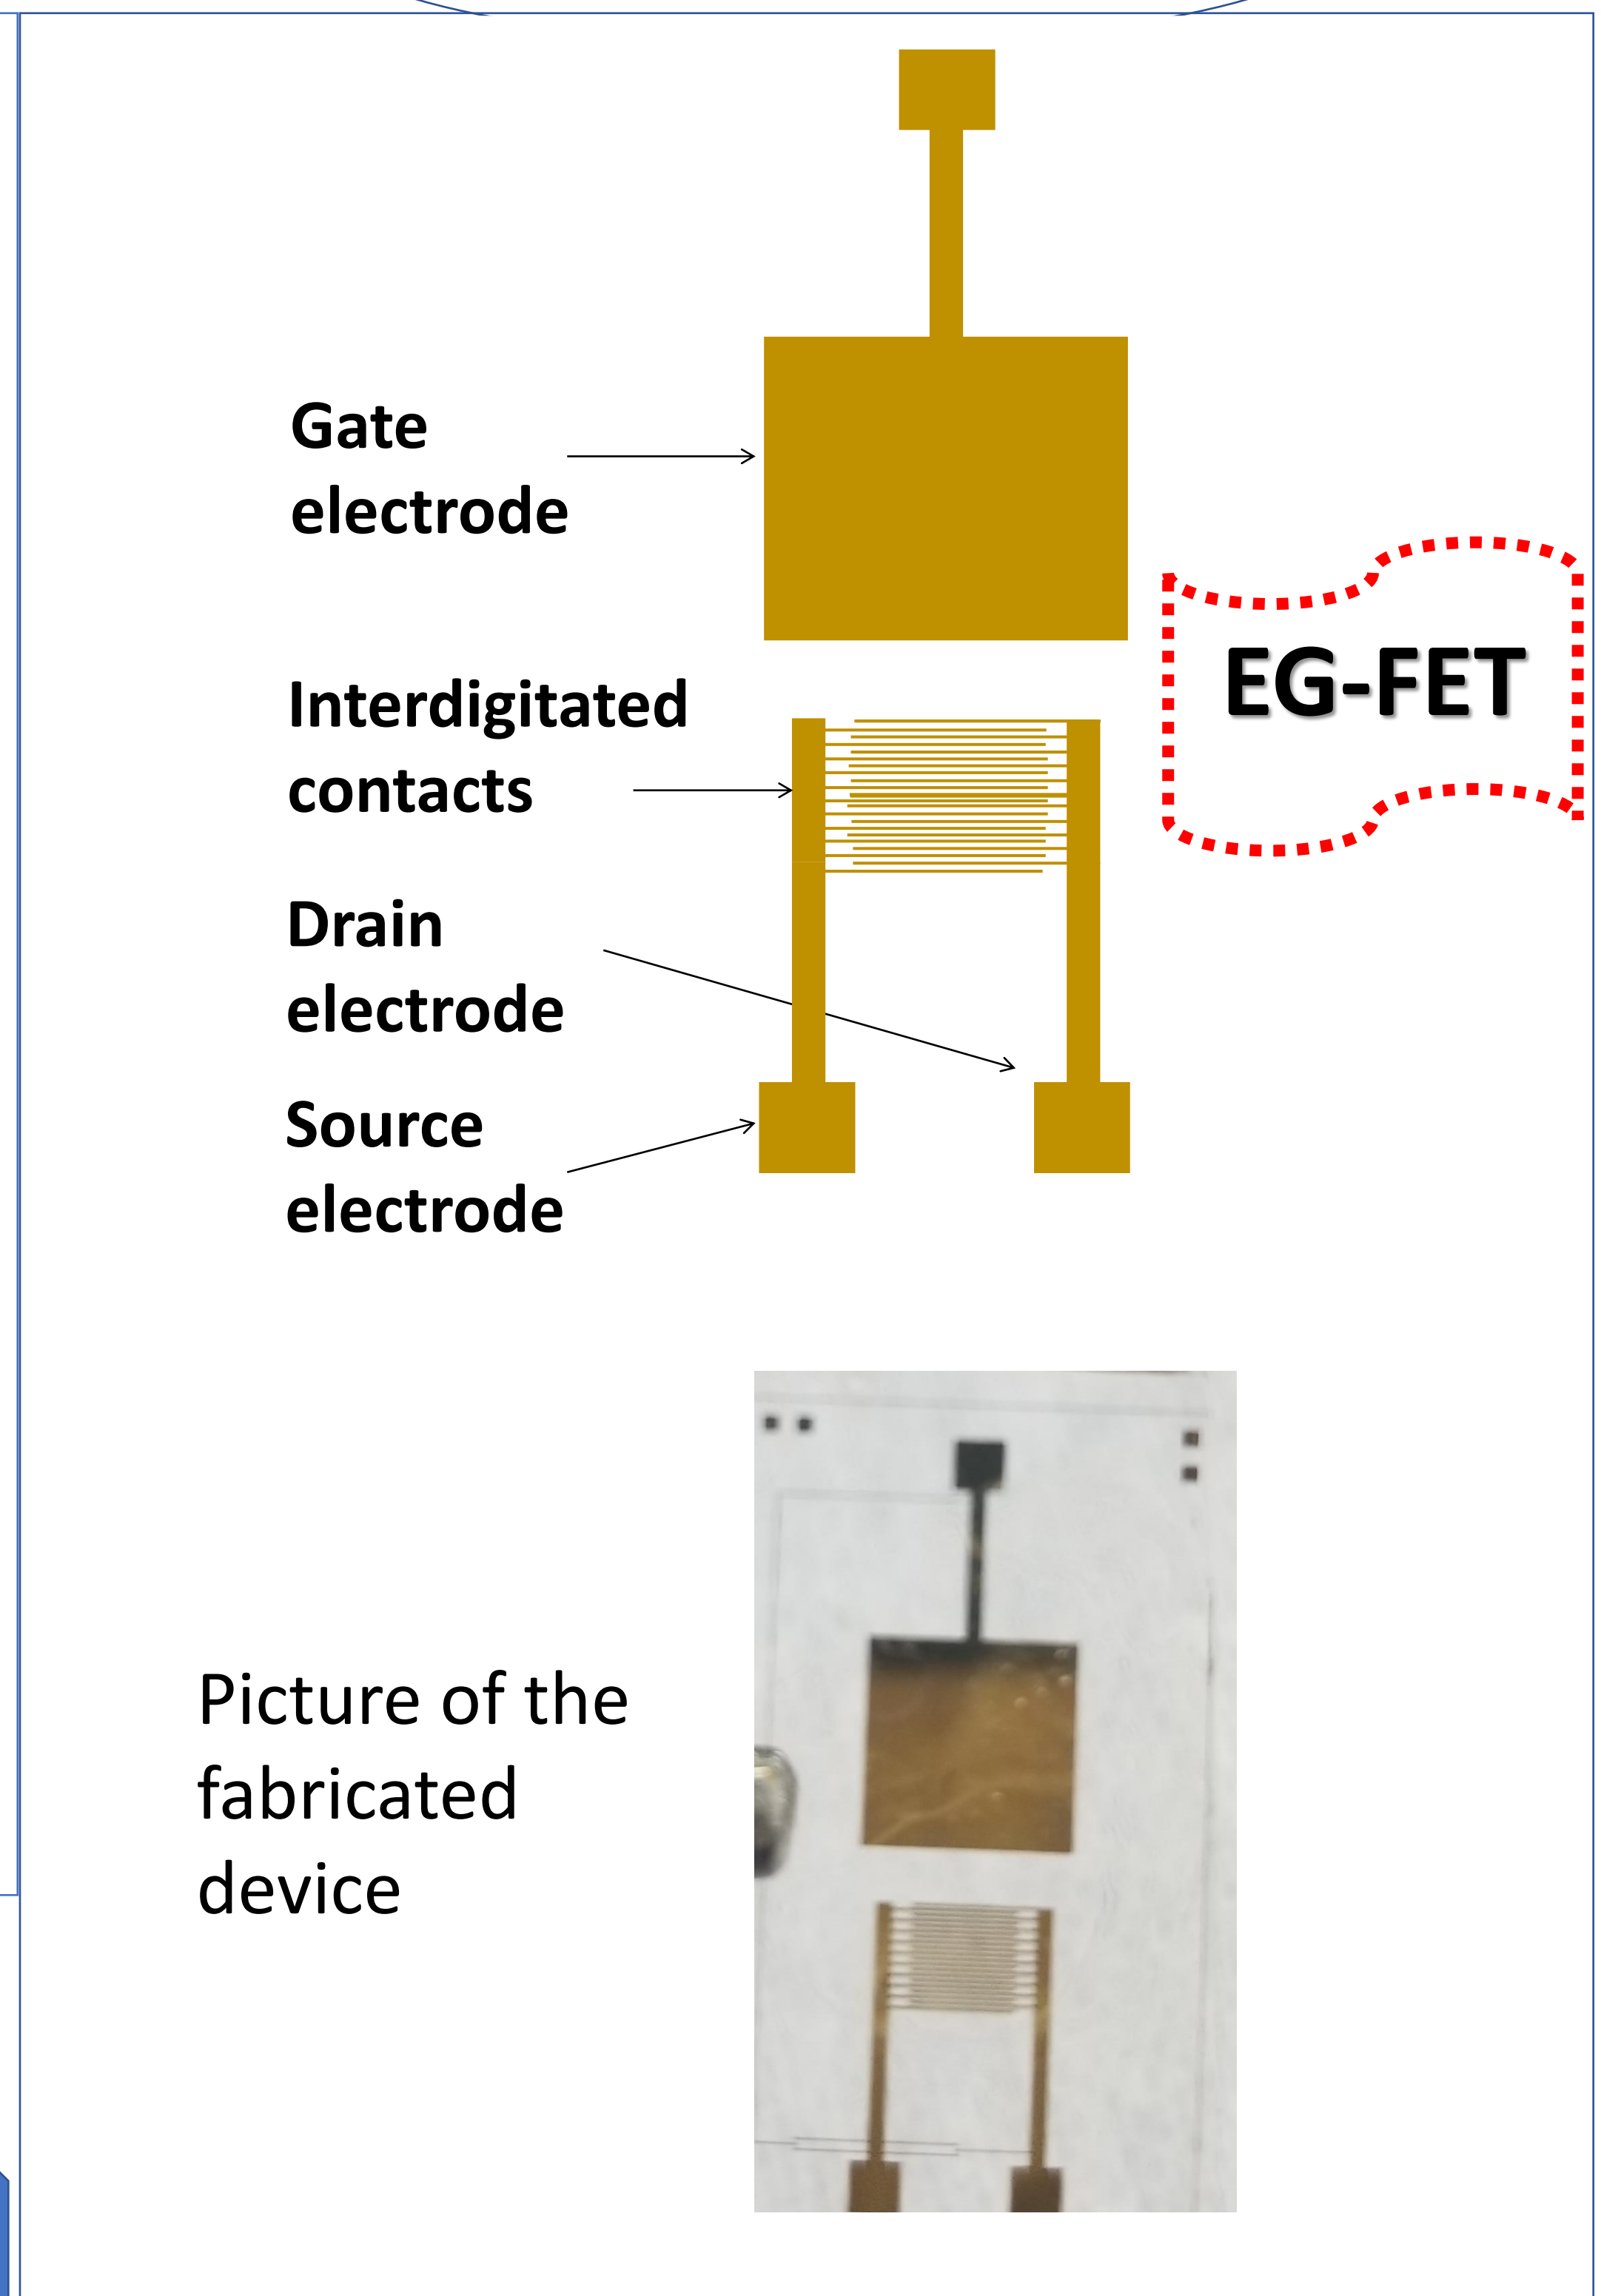 Gate
electrode
EG-FET
Interdigitated
contacts
Drain
electrode
Source
electrode
Picture of the
fabricated
device